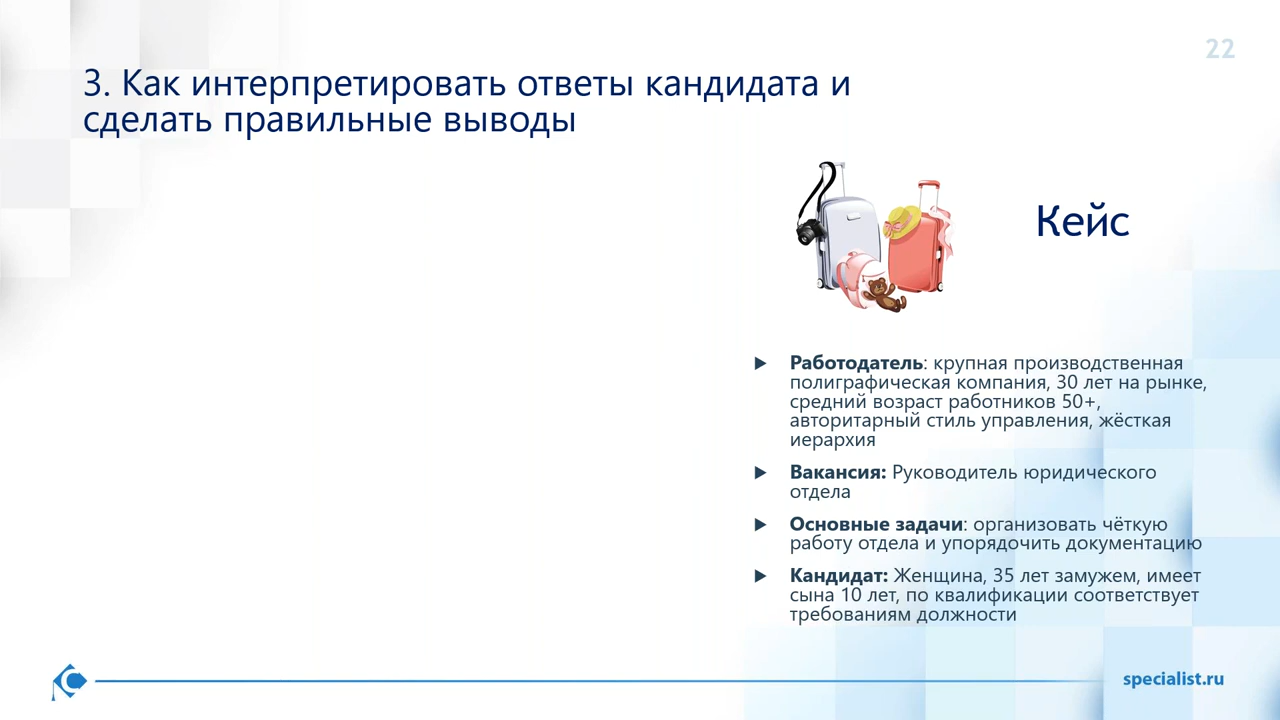 22
3. Как интерпретировать ответы кандидата и
сделать правильные выводы
Кейс
Работодатель: крупная производственная
полиграфическая компания, 30 лет на рынке,
средний возраст работников 50+,
авторитарный стиль управления, жёсткая
иерархия
Вакансия: Руководитель юридического
отдела
Основные задачи: организовать чёткую
работу отдела и упорядочить документацию
Кандидат: Женщина, 35 лет замужем, имеет
сына 10 лет, по квалификации соответствует
требованиям должности
specialist.ru